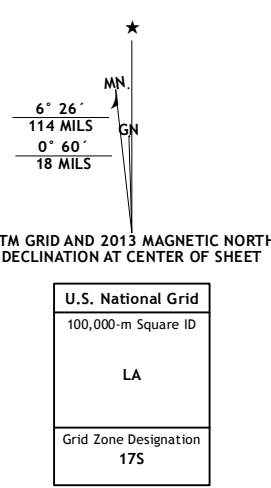 MN.
6° 26´
114 MILS
GN
0° 60´
18 MILS
TM GRID AND 2013 MAGNETIC NORTH
DECLINATION AT CENTER OF SHEET
U.S. National Grid
100,000-m Square ID
LA
Grid Zone Designation
17S